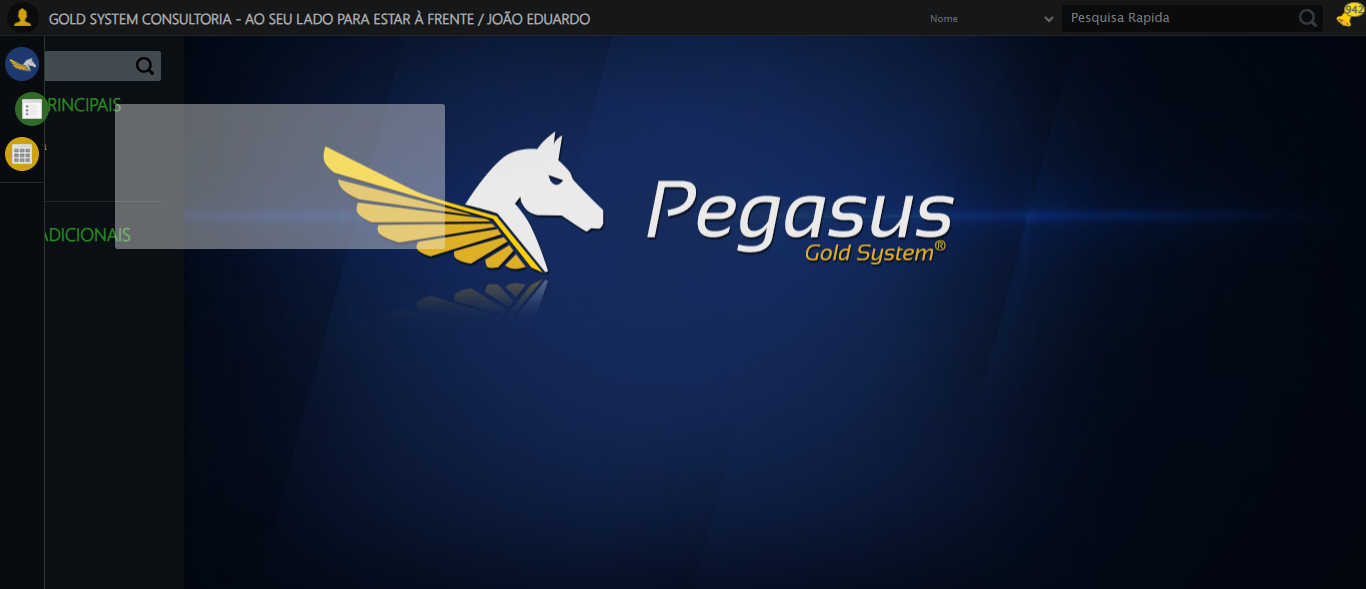 GOLD SYSTEM CONSULTORIA - AO SEU LADO PARA ESTAR À FRENTE / JOÃO EDUARDO
Nome
Pesquisa Rapida
942
RINCIPAIS
ADICIONAIS
Pegasus
Gold System®